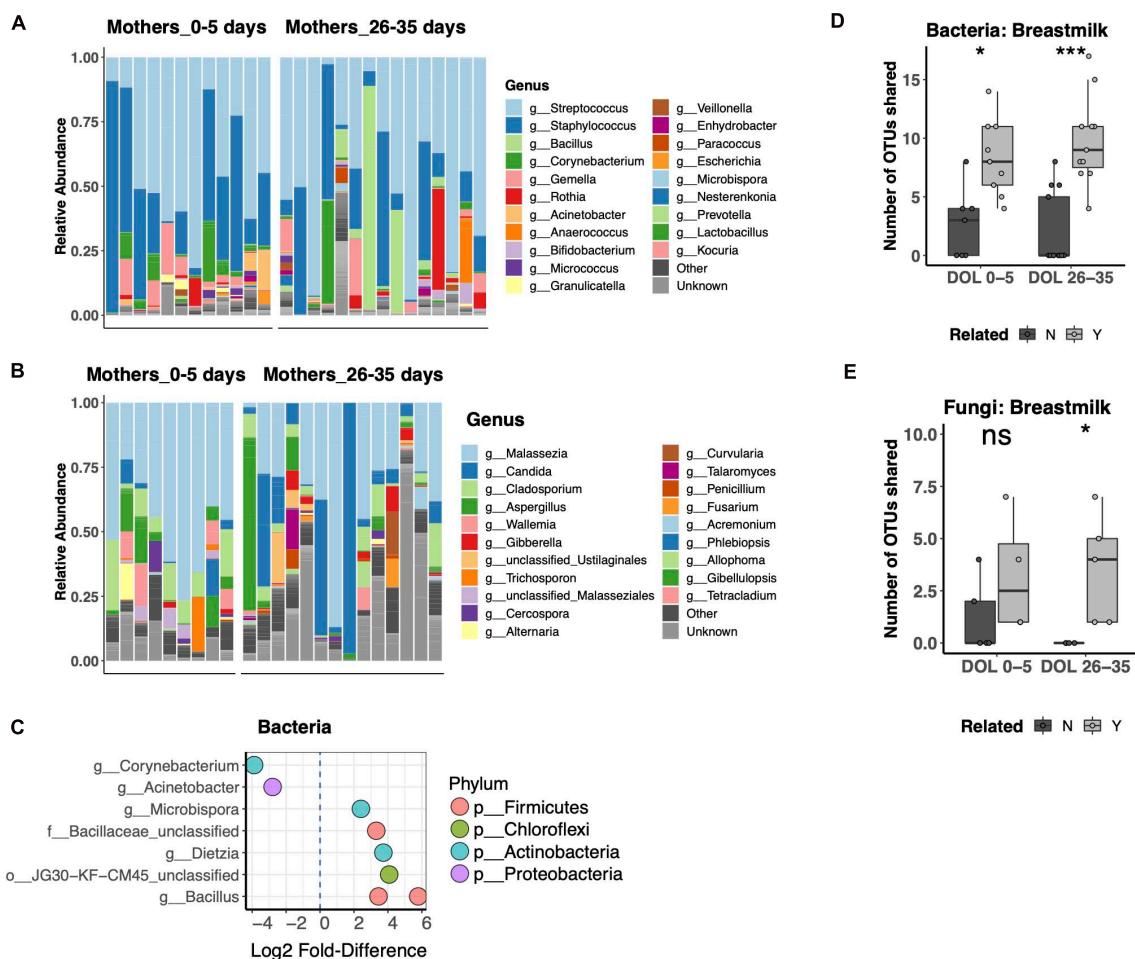 A
Mothers_0-5 days
Mothers_26-35 days
Relative Abundance
1.00
0.75
0.50
0.25
0.00
Genus
g__Streptococcus
g__Staphylococcus
g__Bacillus
g__Corynebacterium
g__Gemella
g__Rothia
g__Acinetobacter
g__Anaerococcus
g__Bifidobacterium
g__Micrococcus
g__Granulicatella
g__Veillonella
g__Enhydrobacter
g__Paracoccus
g__Escherichia
g__Microbispora
g__Nesterenkonia
g__Prevotella
g__Lactobacillus
g__Kocuria
Other
Unknown
B
Mothers_0-5 days
Mothers_26-35 days
Relative Abundance
1.00
0.75
0.50
0.25
0.00
Genus
g__Malassezia
g__Candida
g__Cladosporium
g__Aspergillus
g__Wallemia
g__Gibberella
g__unclassified_Ustilaginales
g__Trichosporon
g__unclassified_Malasseziales
g__Cercospora
g__Alternaria
g__Curvularia
g__Talaromyces
g__Penicillium
g__Fusarium
g__Acremonium
g__Phlebiopsis
g__Allophoma
g__Gibellulopsis
g__Tetracladium
Other
Unknown
C
Bacteria
g__Corynebacterium
g__Acinetobacter
g__Microbispora
f__Bacillaceae_unclassified
g__Dietzia
o__JG30-KF-CM45_unclassified
g__Bacillus
−4 −2 0 2 4 6
Log2 Fold-Difference
Phylum
p__Firmicutes
p__Chloroflexi
p__Actinobacteria
p__Proteobacteria
D
Bacteria: Breastmilk
* ***
Number of OTUs shared
15
10
5
0
DOL 0−5 DOL 26−35
Related N Y
E
Fungi: Breastmilk
ns *
Number of OTUs shared
10.0
7.5
5.0
2.5
0.0
DOL 0−5 DOL 26−35
Related N Y